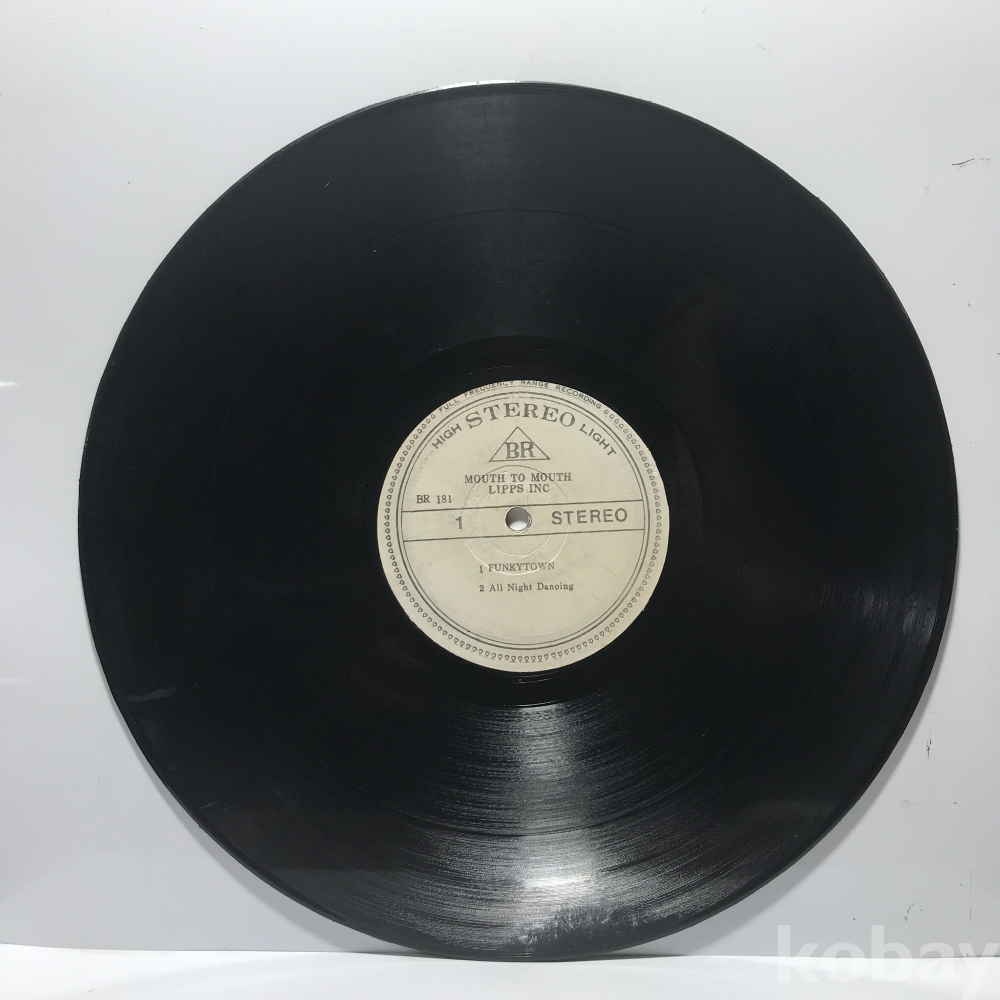 FULL FREQUENCY RANGE RECORDING
HIGH STEREO LIGHT
BR
MOUTH TO MOUTH
LIPPS INC
BR 181
1 STEREO
1 FUNKYTOWN
2 All Night Dancing
kobay